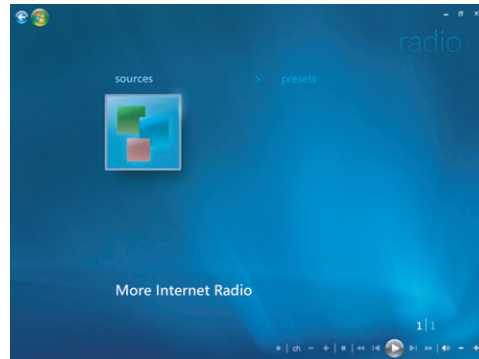 radio
sources > presets
More Internet Radio
1|1
ch − +